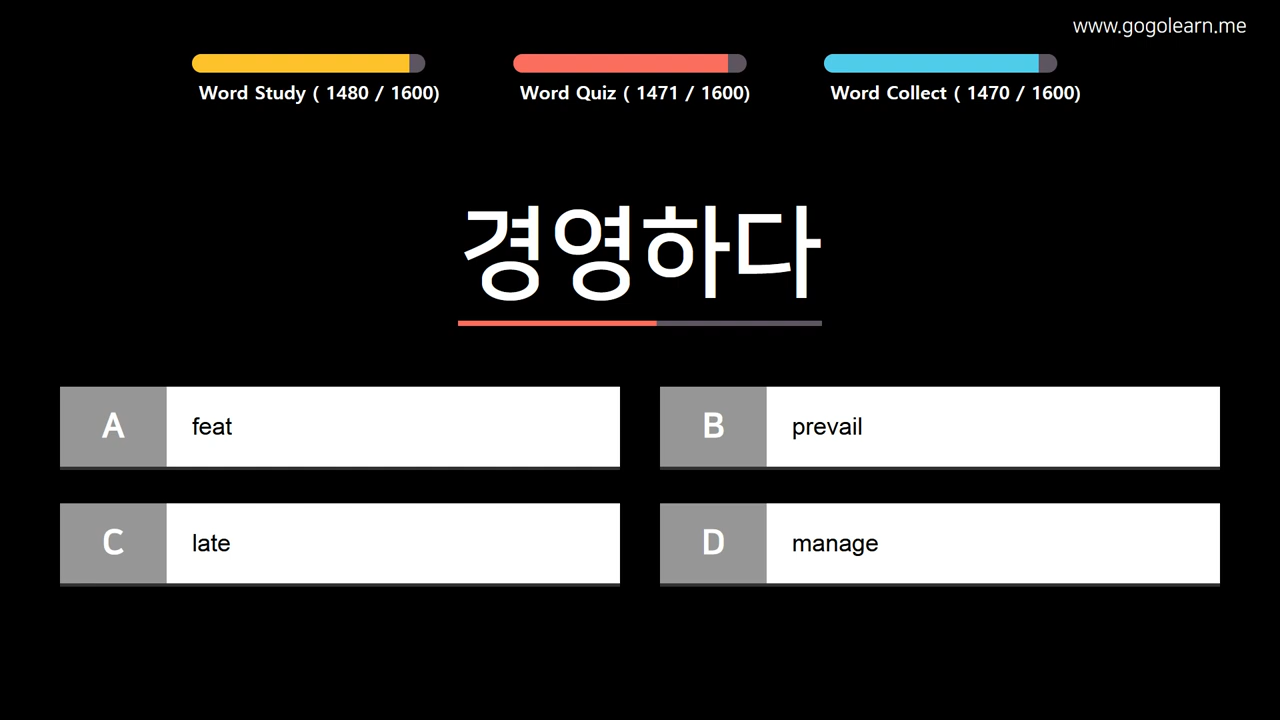 www.gogolearn.me
Word Study ( 1480 / 1600)
Word Quiz ( 1471 / 1600)
Word Collect ( 1470 / 1600)
경영하다
A feat
B prevail
C late
D manage